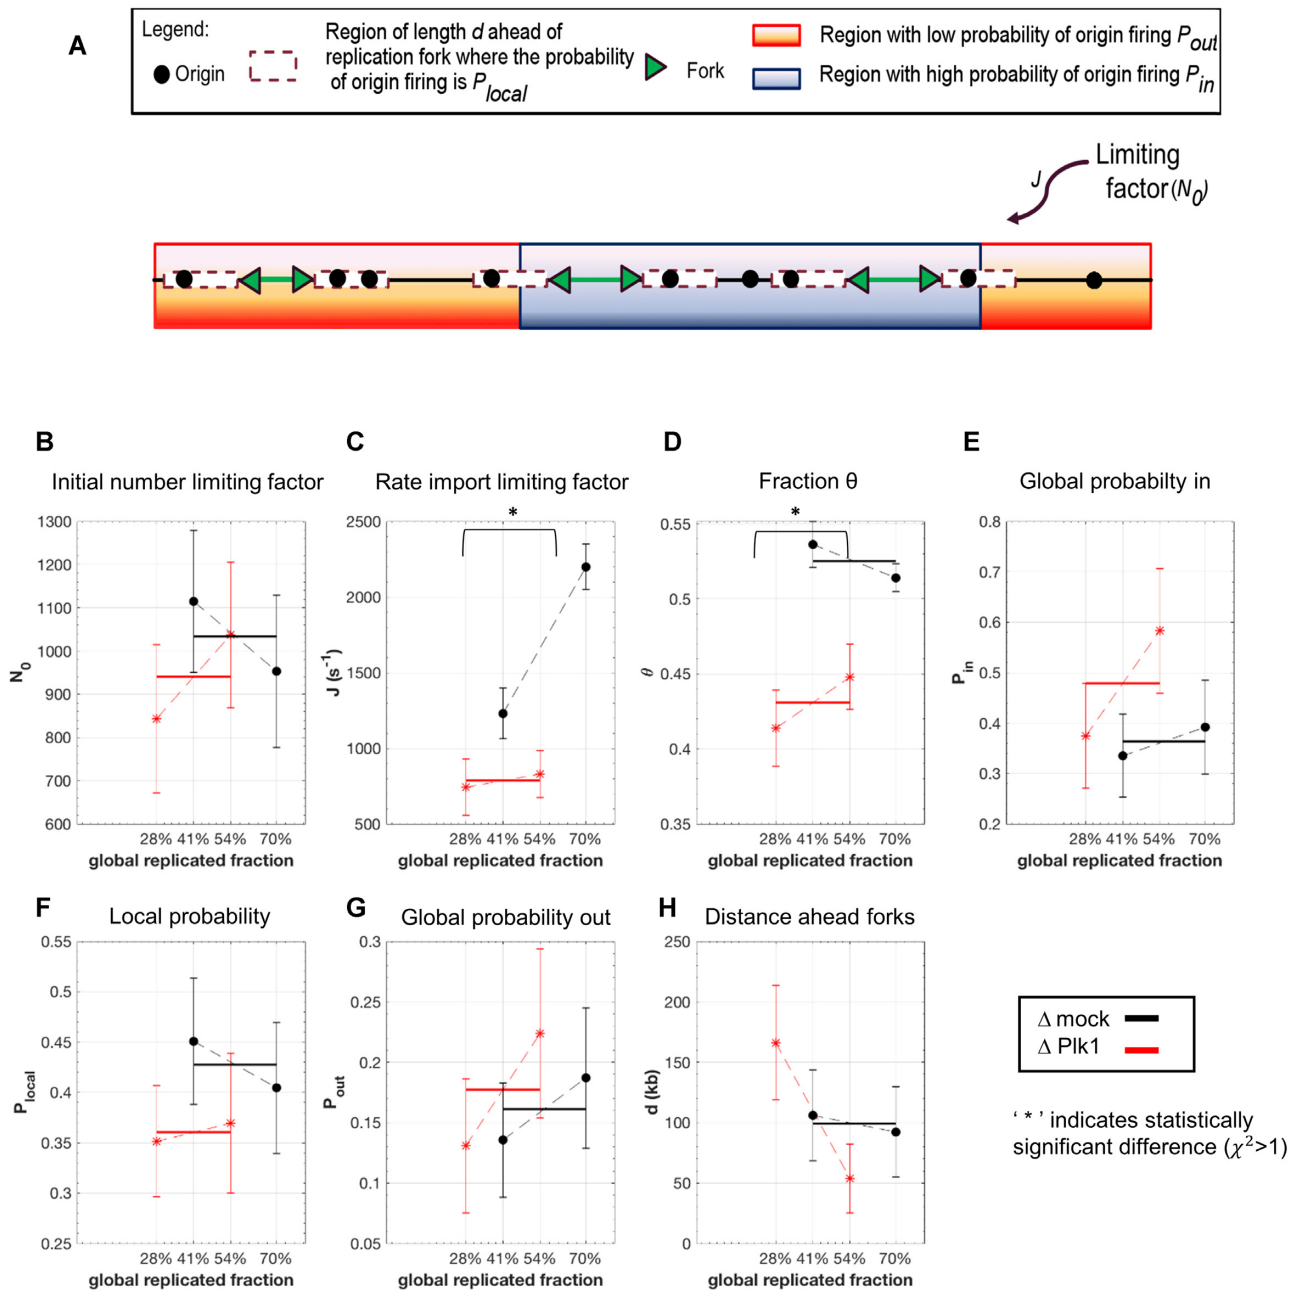 A
Legend:
Origin
Region of length d ahead of
replication fork where the probability
of origin firing is P_local
Fork
Region with low probability of origin firing P_out
Region with high probability of origin firing P_in
J
Limiting
factor (N_0)
B
Initial number limiting factor
1300
1200
1100
1000
900
800
700
600
N_0
28% 41% 54% 70%
global replicated fraction
C
Rate import limiting factor
*
2500
2000
1500
1000
500
J (s⁻¹)
28% 41% 54% 70%
global replicated fraction
D
Fraction θ
*
0.55
0.5
0.45
0.4
0.35
θ
28% 41% 54% 70%
global replicated fraction
E
Global probabilty in
0.8
0.7
0.6
0.5
0.4
0.3
0.2
P_in
28% 41% 54% 70%
global replicated fraction
F
Local probability
0.55
0.5
0.45
0.4
0.35
0.3
0.25
P_local
28% 41% 54% 70%
global replicated fraction
G
Global probability out
0.3
0.25
0.2
0.15
0.1
0.05
P_out
28% 41% 54% 70%
global replicated fraction
H
Distance ahead forks
250
200
150
100
50
0
d (kb)
28% 41% 54% 70%
global replicated fraction
Δ mock
Δ Plk1
' * ' indicates statistically
significant difference (χ²>1)